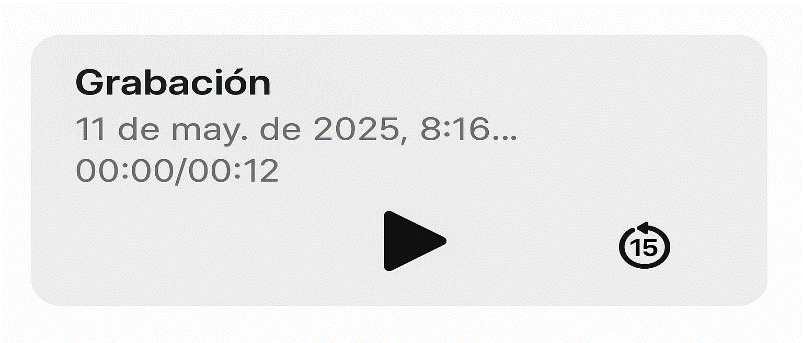 Grabación
11 de may. de 2025, 8:16...
00:00/00:12
15